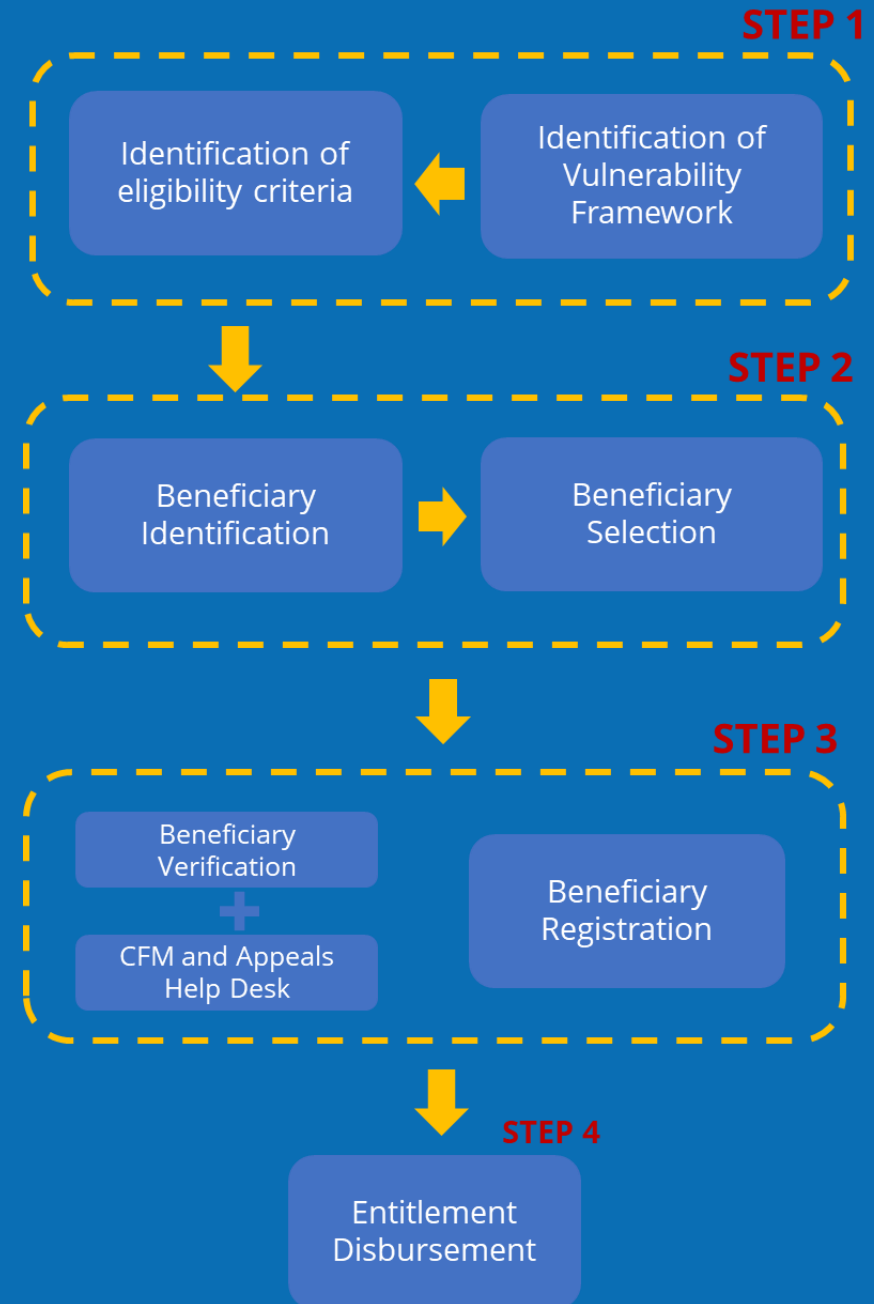 STEP 1
Identification of
eligibility criteria
Identification of
Vulnerability
Framework
STEP 2
Beneficiary
Identification
Beneficiary
Selection
STEP 3
Beneficiary
Verification
CFM and Appeals
Help Desk
Beneficiary
Registration
STEP 4
Entitlement
Disbursement